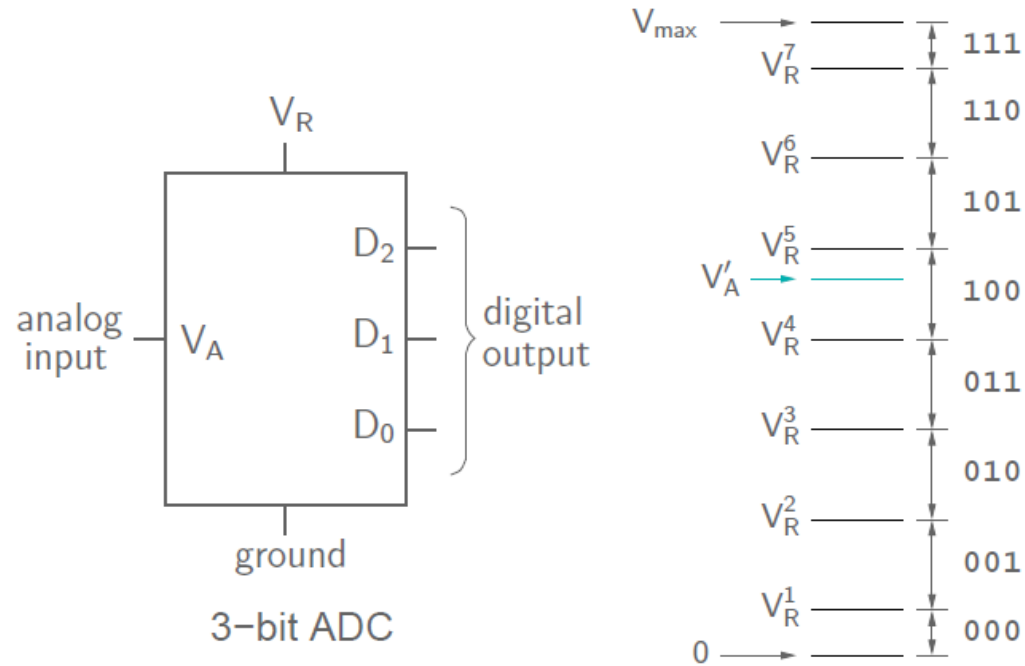 V_R
analog
input
V_A
D_2
D_1
D_0
digital
output
ground
3−bit ADC
V_max
111
V_R^7
110
V_R^6
101
V_R^5
V′_A
100
V_R^4
011
V_R^3
010
V_R^2
001
V_R^1
000
0